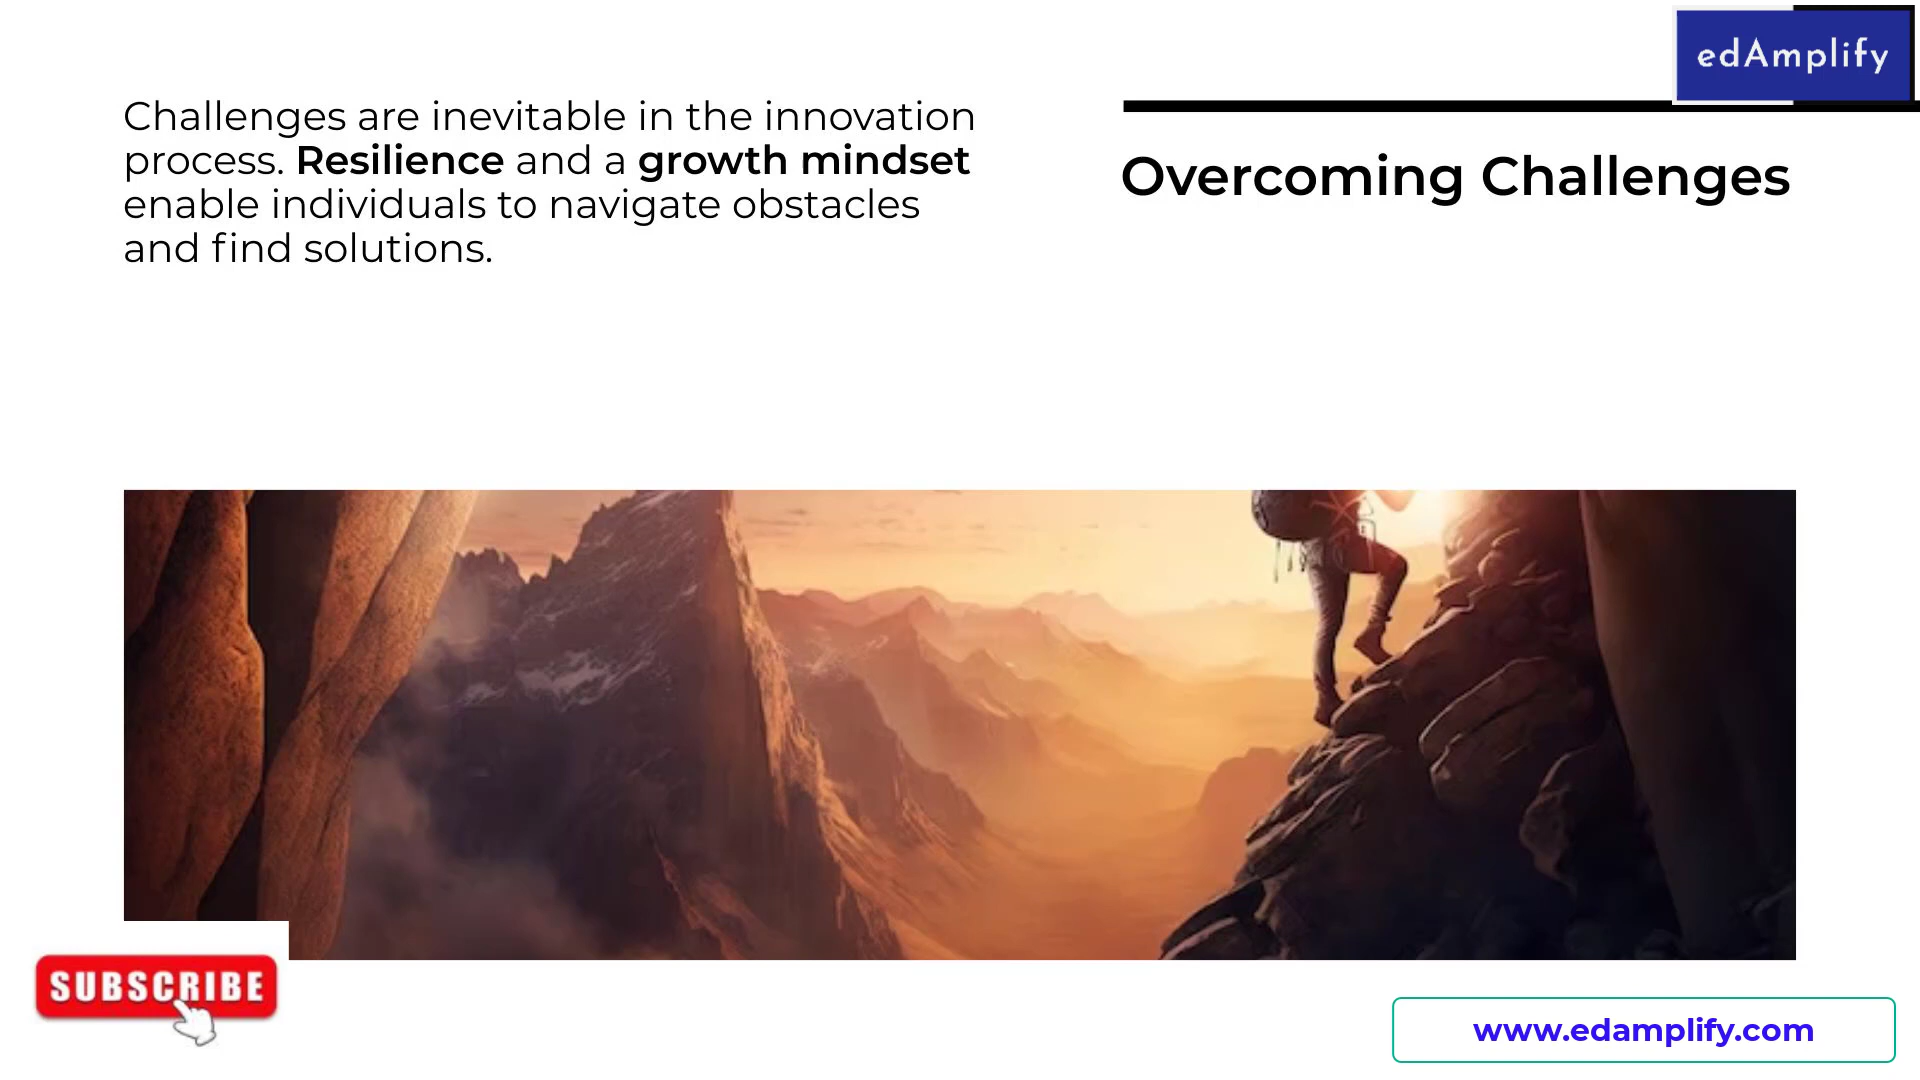 edAmplify
Challenges are inevitable in the innovation
process. Resilience and a growth mindset
enable individuals to navigate obstacles
and find solutions.
Overcoming Challenges
SUBSCRIBE
www.edamplify.com